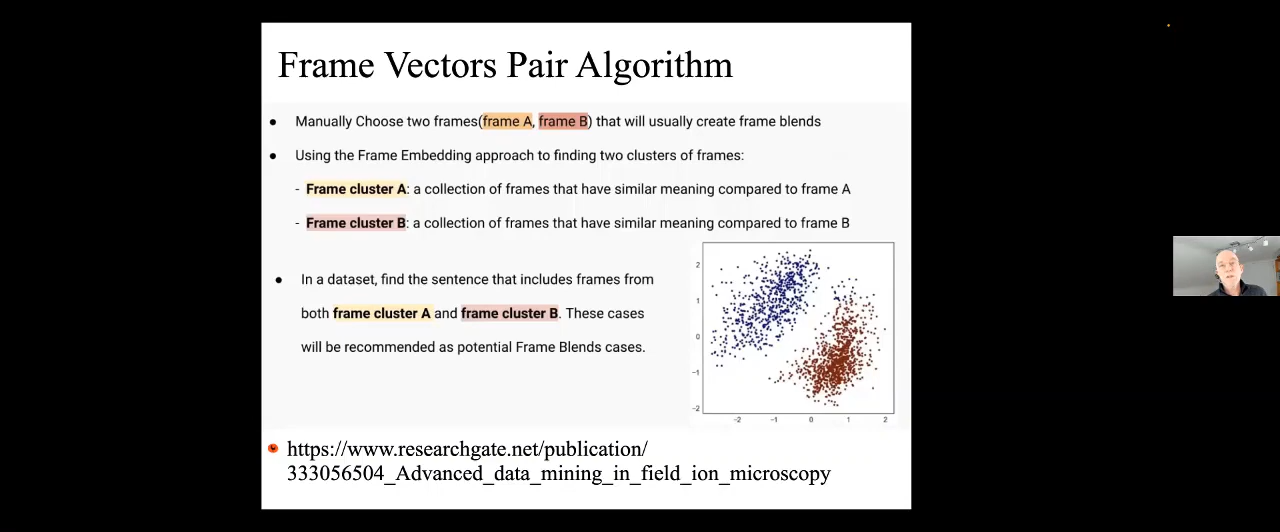 Frame Vectors Pair Algorithm
● Manually Choose two frames(frame A, frame B) that will usually create frame blends
● Using the Frame Embedding approach to finding two clusters of frames:
- Frame cluster A: a collection of frames that have similar meaning compared to frame A
- Frame cluster B: a collection of frames that have similar meaning compared to frame B
● In a dataset, find the sentence that includes frames from
both frame cluster A and frame cluster B. These cases
will be recommended as potential Frame Blends cases.
2
1
0
-1
-2
-2 -1 0 1 2
https://www.researchgate.net/publication/
333056504_Advanced_data_mining_in_field_ion_microscopy